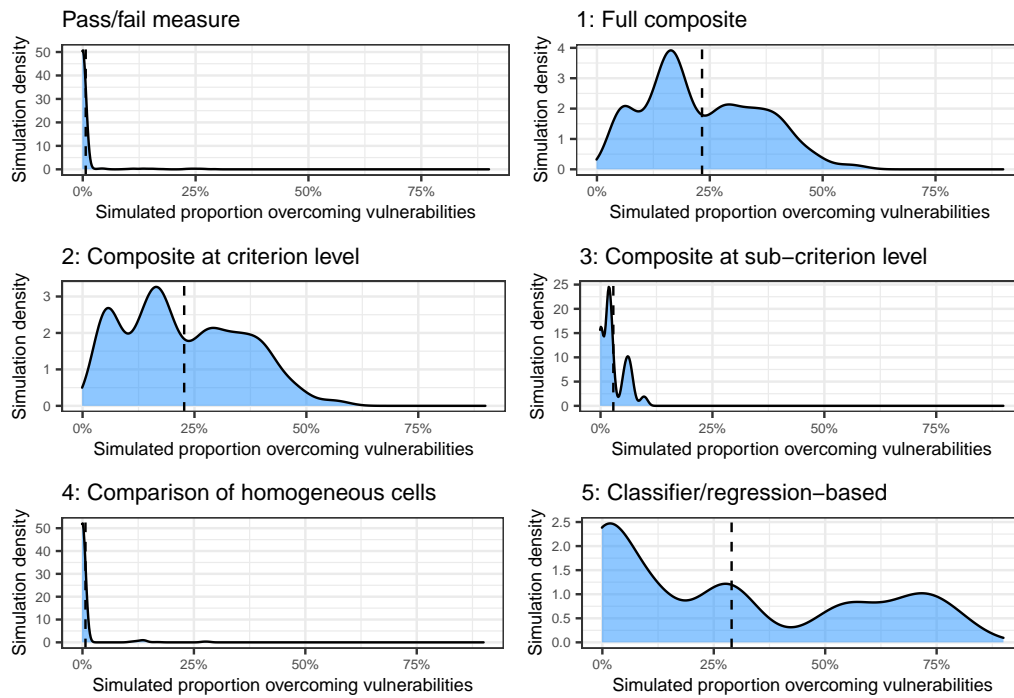 Pass/fail measure
Simulation density
50
40
30
20
10
0
0% 25% 50% 75%
Simulated proportion overcoming vulnerabilities
1: Full composite
Simulation density
4
3
2
1
0
0% 25% 50% 75%
Simulated proportion overcoming vulnerabilities
2: Composite at criterion level
Simulation density
3
2
1
0
0% 25% 50% 75%
Simulated proportion overcoming vulnerabilities
3: Composite at sub−criterion level
Simulation density
25
20
15
10
5
0
0% 25% 50% 75%
Simulated proportion overcoming vulnerabilities
4: Comparison of homogeneous cells
Simulation density
50
40
30
20
10
0
0% 25% 50% 75%
Simulated proportion overcoming vulnerabilities
5: Classifier/regression−based
Simulation density
2.5
2.0
1.5
1.0
0.5
0.0
0% 25% 50% 75%
Simulated proportion overcoming vulnerabilities